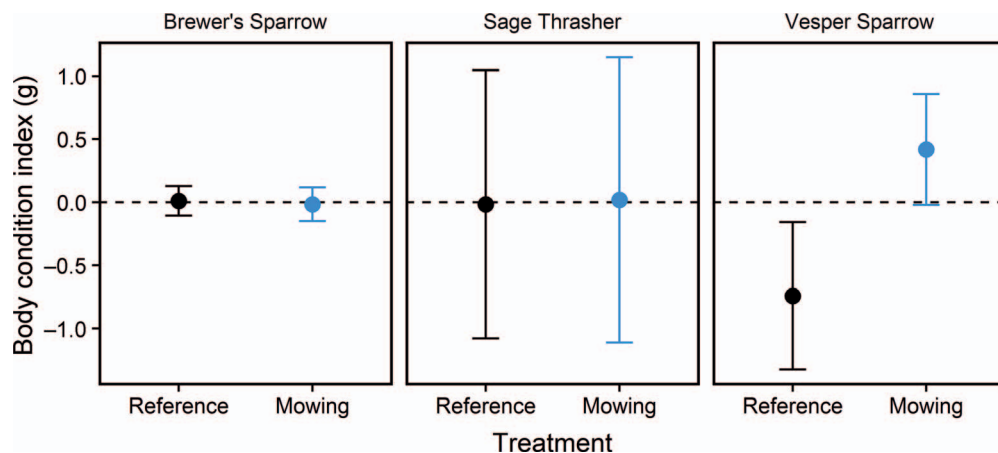 Brewer's Sparrow Sage Thrasher Vesper Sparrow
Body condition index (g)
1.0
0.5
0.0
−0.5
−1.0
Reference Mowing Reference Mowing Reference Mowing
Treatment